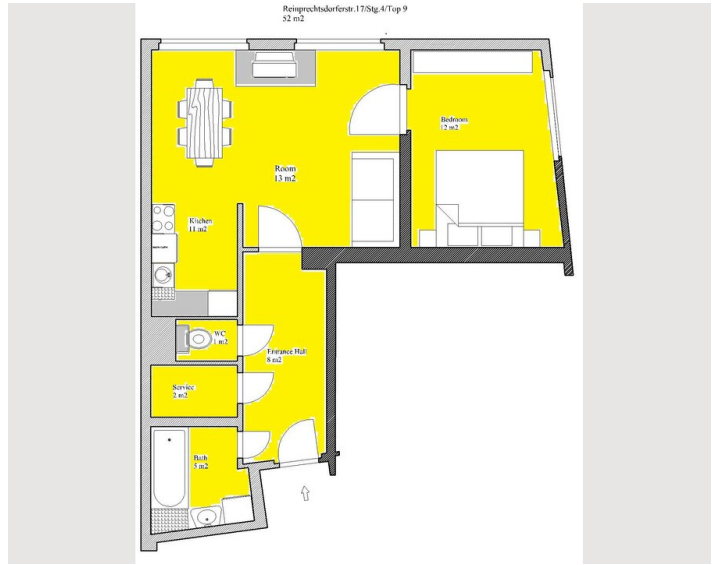 Reinprechtsdorferstr.17/Stg.4/Top 9
52 m2
Bedroom
12 m2
Room
13 m2
Kitchen
11 m2
WC
1 m2
Entrance Hall
8 m2
Service
2 m2
Bath
5 m2